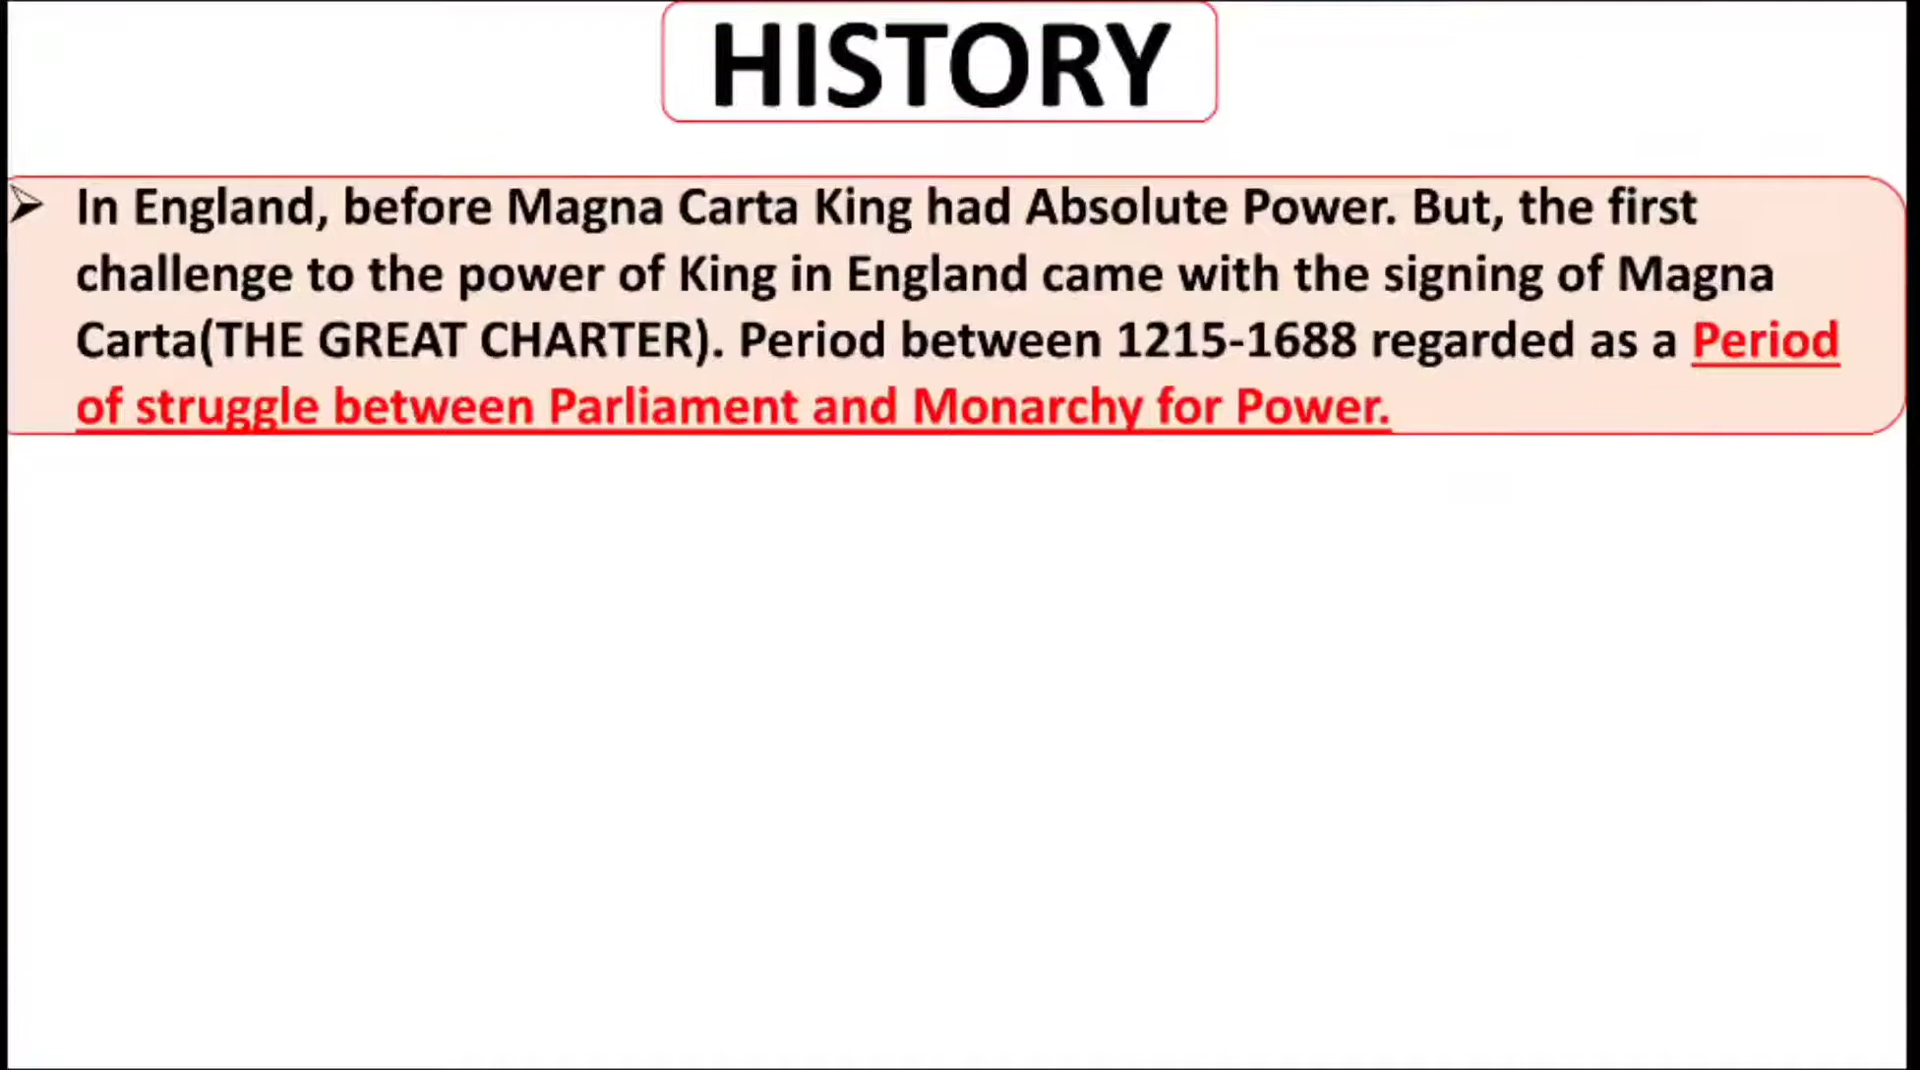 HISTORY
➢ In England, before Magna Carta King had Absolute Power. But, the first
challenge to the power of King in England came with the signing of Magna
Carta(THE GREAT CHARTER). Period between 1215-1688 regarded as a Period
of struggle between Parliament and Monarchy for Power.